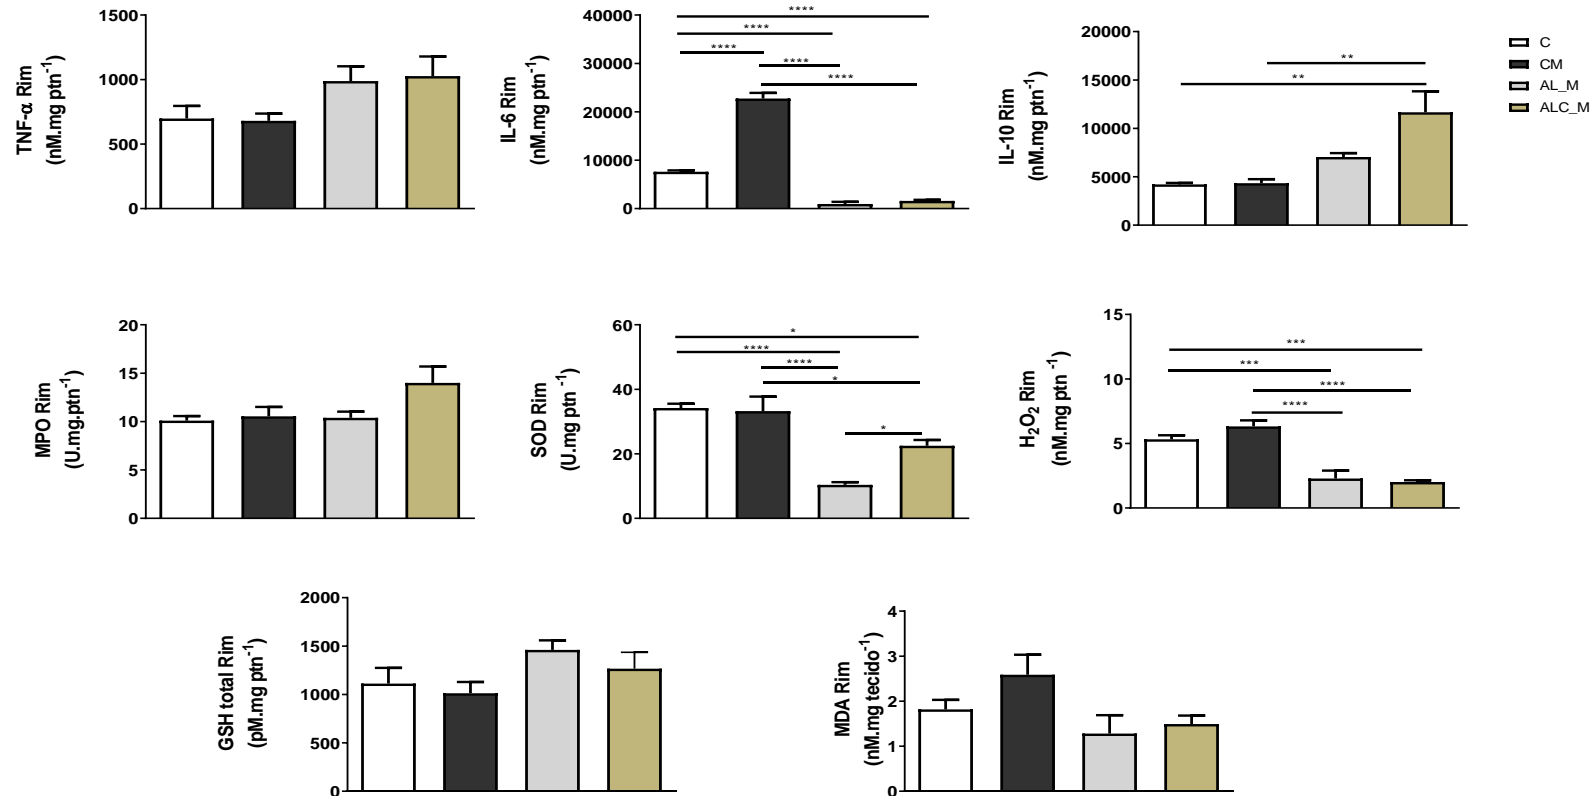 TNF-α Rim
(nM.mg ptn⁻¹)
1500
1000
500
0
IL-6 Rim
(nM.mg ptn⁻¹)
40000
30000
20000
10000
0
****
****
****
****
****
IL-10 Rim
(nM.mg ptn⁻¹)
20000
15000
10000
5000
0
**
**
C
CM
AL_M
ALC_M
MPO Rim
(U.mg.ptn⁻¹)
20
15
10
5
0
SOD Rim
(U.mg ptn ⁻¹)
60
40
20
0
*
****
****
*
*
H₂O₂ Rim
(nM.mg ptn⁻¹)
15
10
5
0
***
***
****
****
GSH total Rim
(pM.mg ptn⁻¹)
2000
1500
1000
500
0
MDA Rim
(nM.mg tecido⁻¹)
4
3
2
1
0